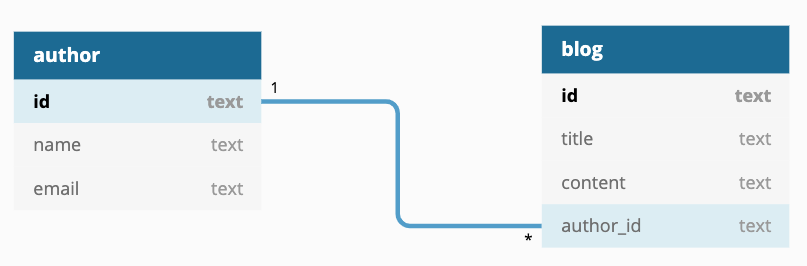 author
id text
name text
email text
1
*
blog
id text
title text
content text
author_id text